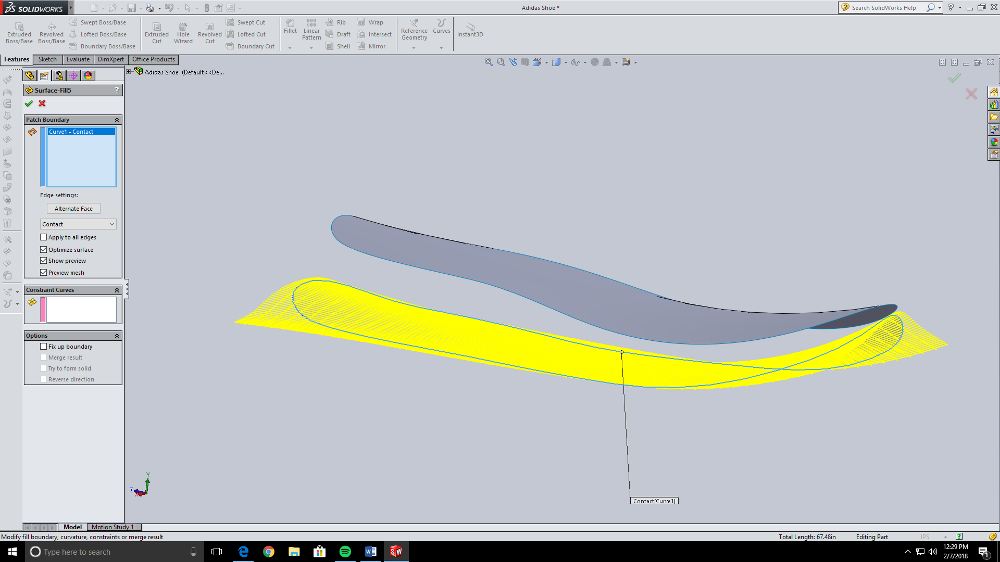 SOLIDWORKS
Adidas Shoe *
Search SolidWorks Help
Extruded Boss/Base
Revolved Boss/Base
Swept Boss/Base
Lofted Boss/Base
Boundary Boss/Base
Extruded Cut
Hole Wizard
Revolved Cut
Swept Cut
Lofted Cut
Boundary Cut
Fillet
Linear Pattern
Rib
Draft
Shell
Wrap
Intersect
Mirror
Reference Geometry
Curves
Instant3D
Features
Sketch
Evaluate
DimXpert
Office Products
Adidas Shoe (Default<<De...
Surface-Fill5
?
Patch Boundary
Curve1 - Contact
Edge settings:
Alternate Face
Contact
Apply to all edges
Optimize surface
Show preview
Preview mesh
Constraint Curves
Options
Fix up boundary
Merge result
Try to form solid
Reverse direction
Contact(Curve1)
Y
Z
X
Model
Motion Study 1
Modify fill boundary, curvature, constraints or merge result
Total Length: 67.48in
Editing Part
IPS
?
Type here to search
12:29 PM
2/7/2018
1